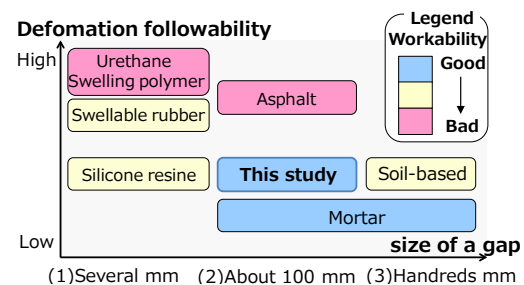 Defomation followability
Legend
Workability
Good
Bad
High
Urethane
Swelling polymer
Asphalt
Swellable rubber
Silicone resine
This study
Soil-based
Mortar
Low
size of a gap
(1)Several mm
(2)About 100 mm
(3)Handreds mm